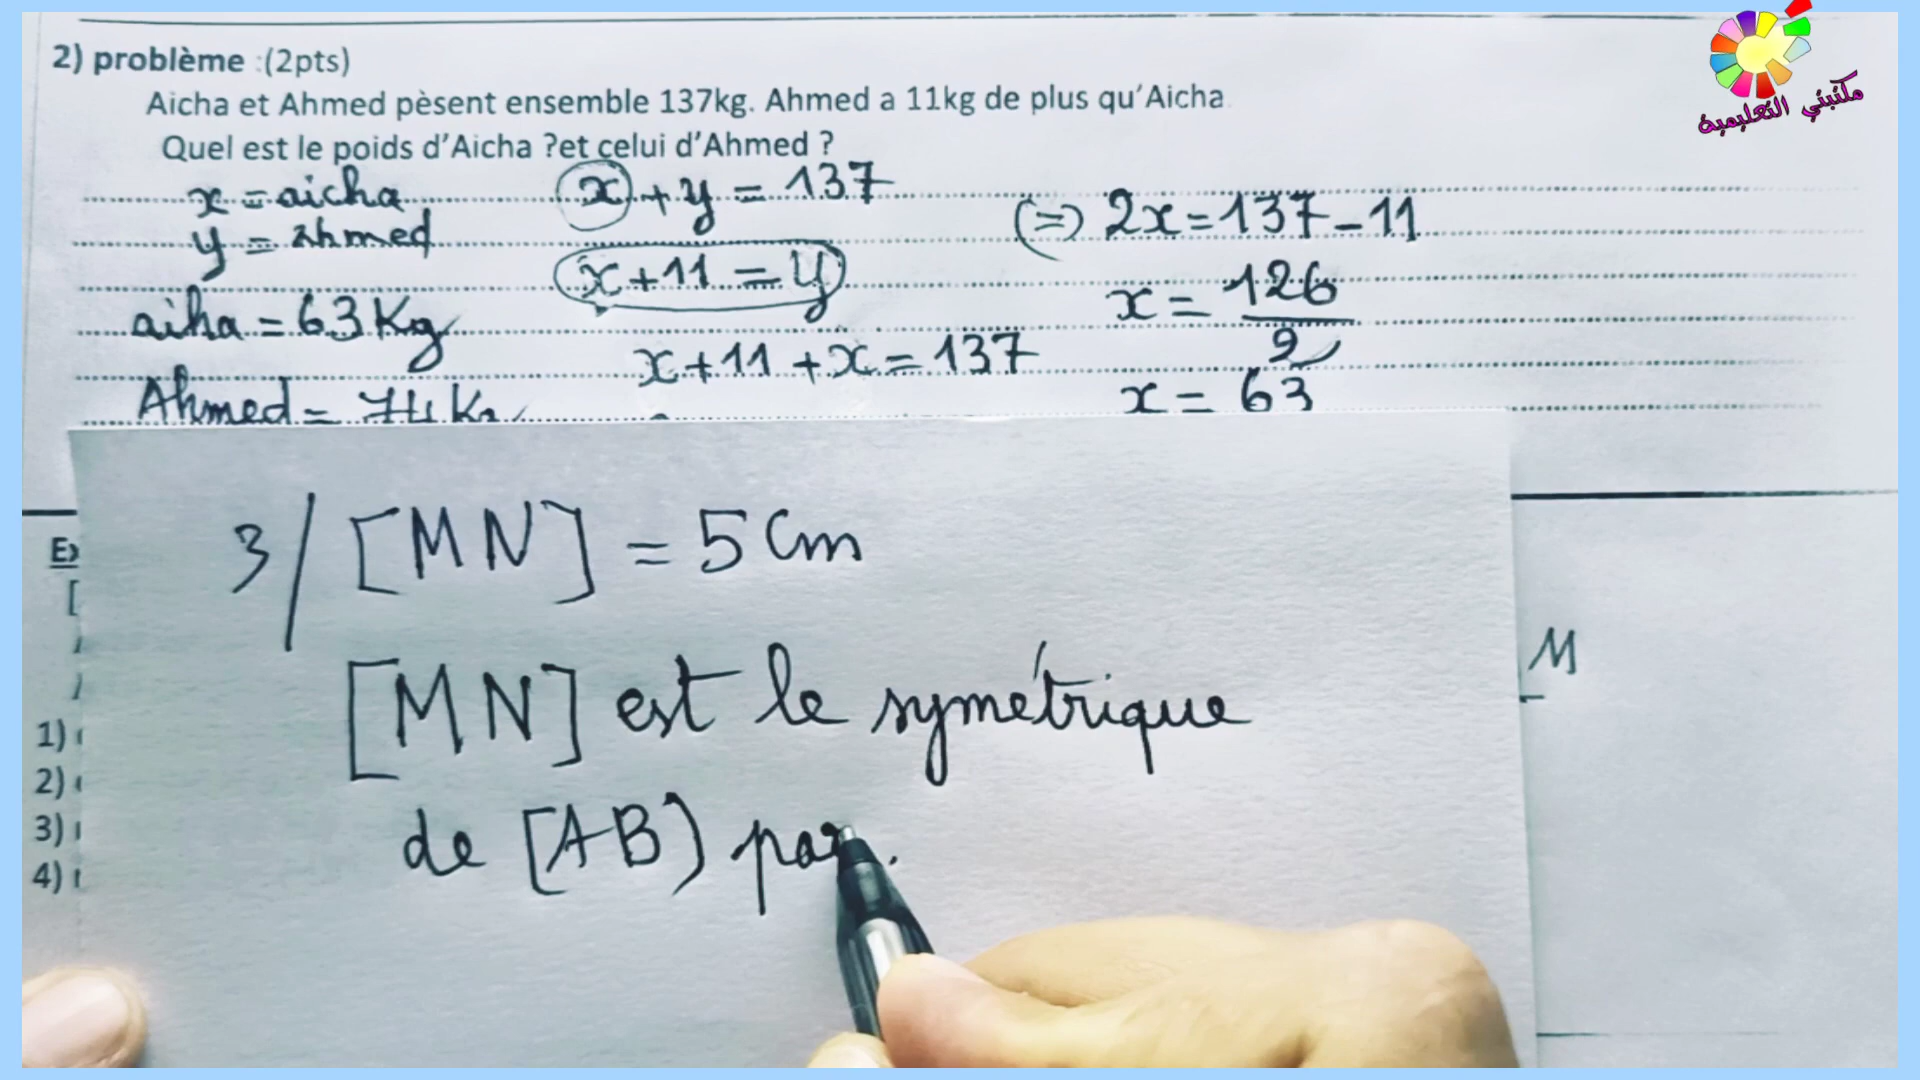 2) problème :(2pts)
Aicha et Ahmed pèsent ensemble 137kg. Ahmed a 11kg de plus qu'Aicha
Quel est le poids d'Aicha ?et celui d'Ahmed ?
x = aicha
y = ahmed
aiha = 63 Kg
Ahmed = 74 Kg
x + y = 137
x + 11 = y
x + 11 + x = 137
(=) 2x = 137 - 11
x = 126
2
x = 63
مكتبتي التعليمية
3/ [MN] = 5 Cm
[MN] est le symétrique
de [AB) par
Ex
[
1)
2)
3)
4)
M